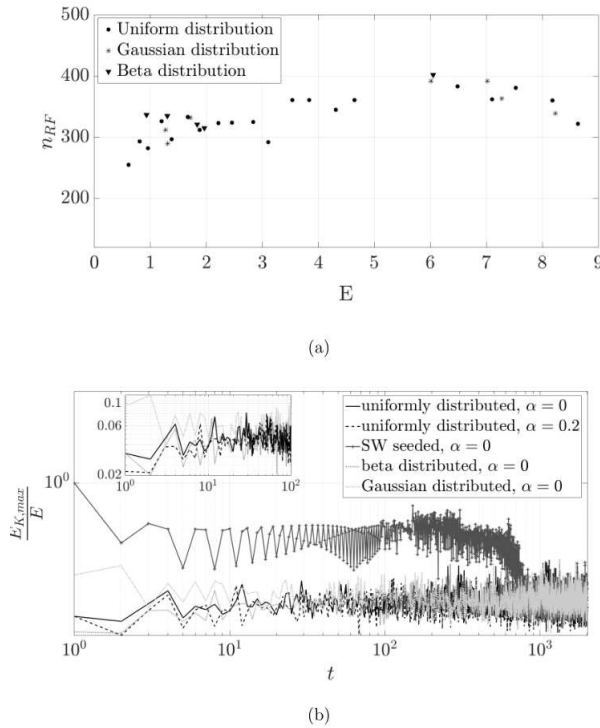 500
400
300
200
n_RF
Uniform distribution
Gaussian distribution
Beta distribution
0 1 2 3 4 5 6 7 8 9
E
(a)
0.1
0.06
0.02
10^0 10^1 10^2
uniformly distributed, α = 0
uniformly distributed, α = 0.2
SW seeded, α = 0
beta distributed, α = 0
Gaussian distributed, α = 0
10^0
E_{K,max}
E
10^0 10^1 10^2 10^3
t
(b)